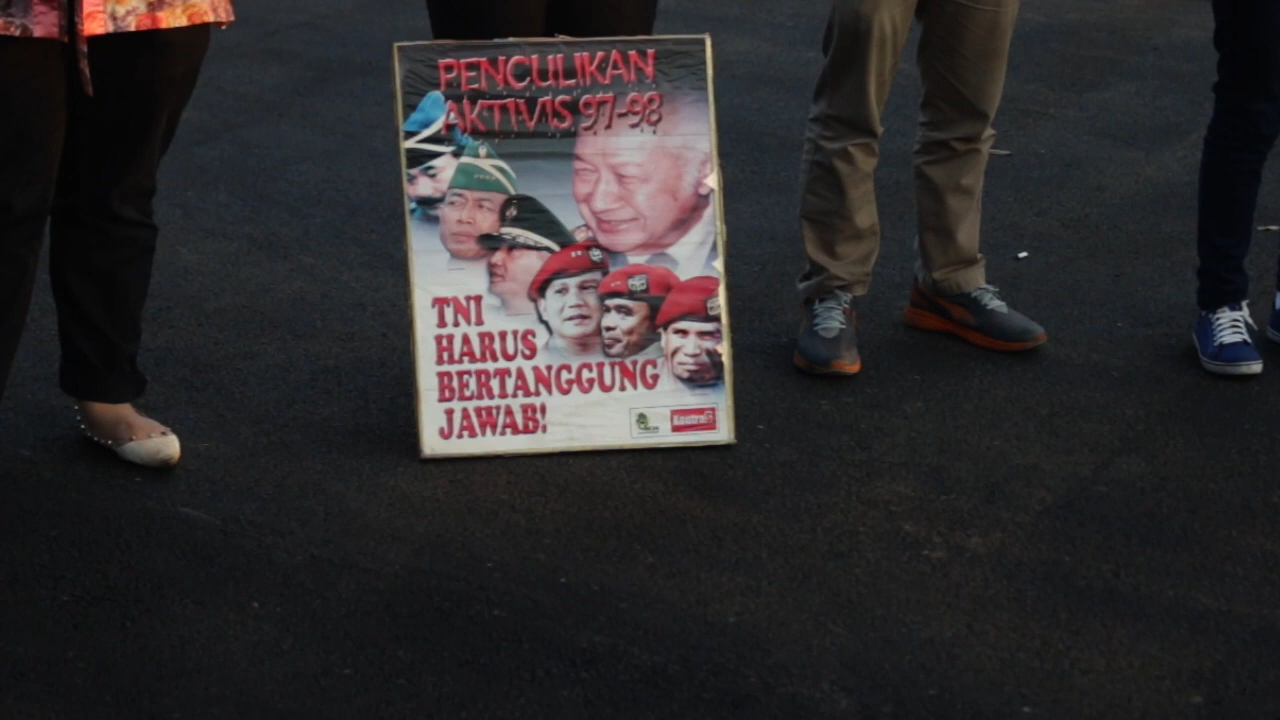 PENCULIKAN
AKTIVIS 97-98
TNI
HARUS
BERTANGGUNG
JAWAB!
KontraS